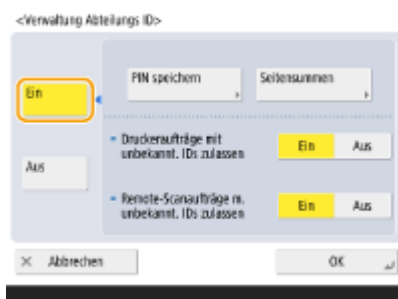 <Verwaltung Abteilungs ID>
Ein
PIN speichern
Seitensummen
Druckeraufträge mit
unbekannt. IDs zulassen
Ein
Aus
Aus
Remote-Scanaufträge m.
unbekannt. IDs zulassen
Ein
Aus
× Abbrechen
OK